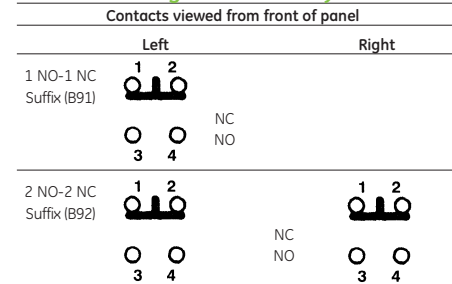 Contacts viewed from front of panel
Left Right
1 NO-1 NC
Suffix (B91)
1 2
NC
NO
3 4
2 NO-2 NC
Suffix (B92)
1 2 1 2
NC
NO
3 4 3 4